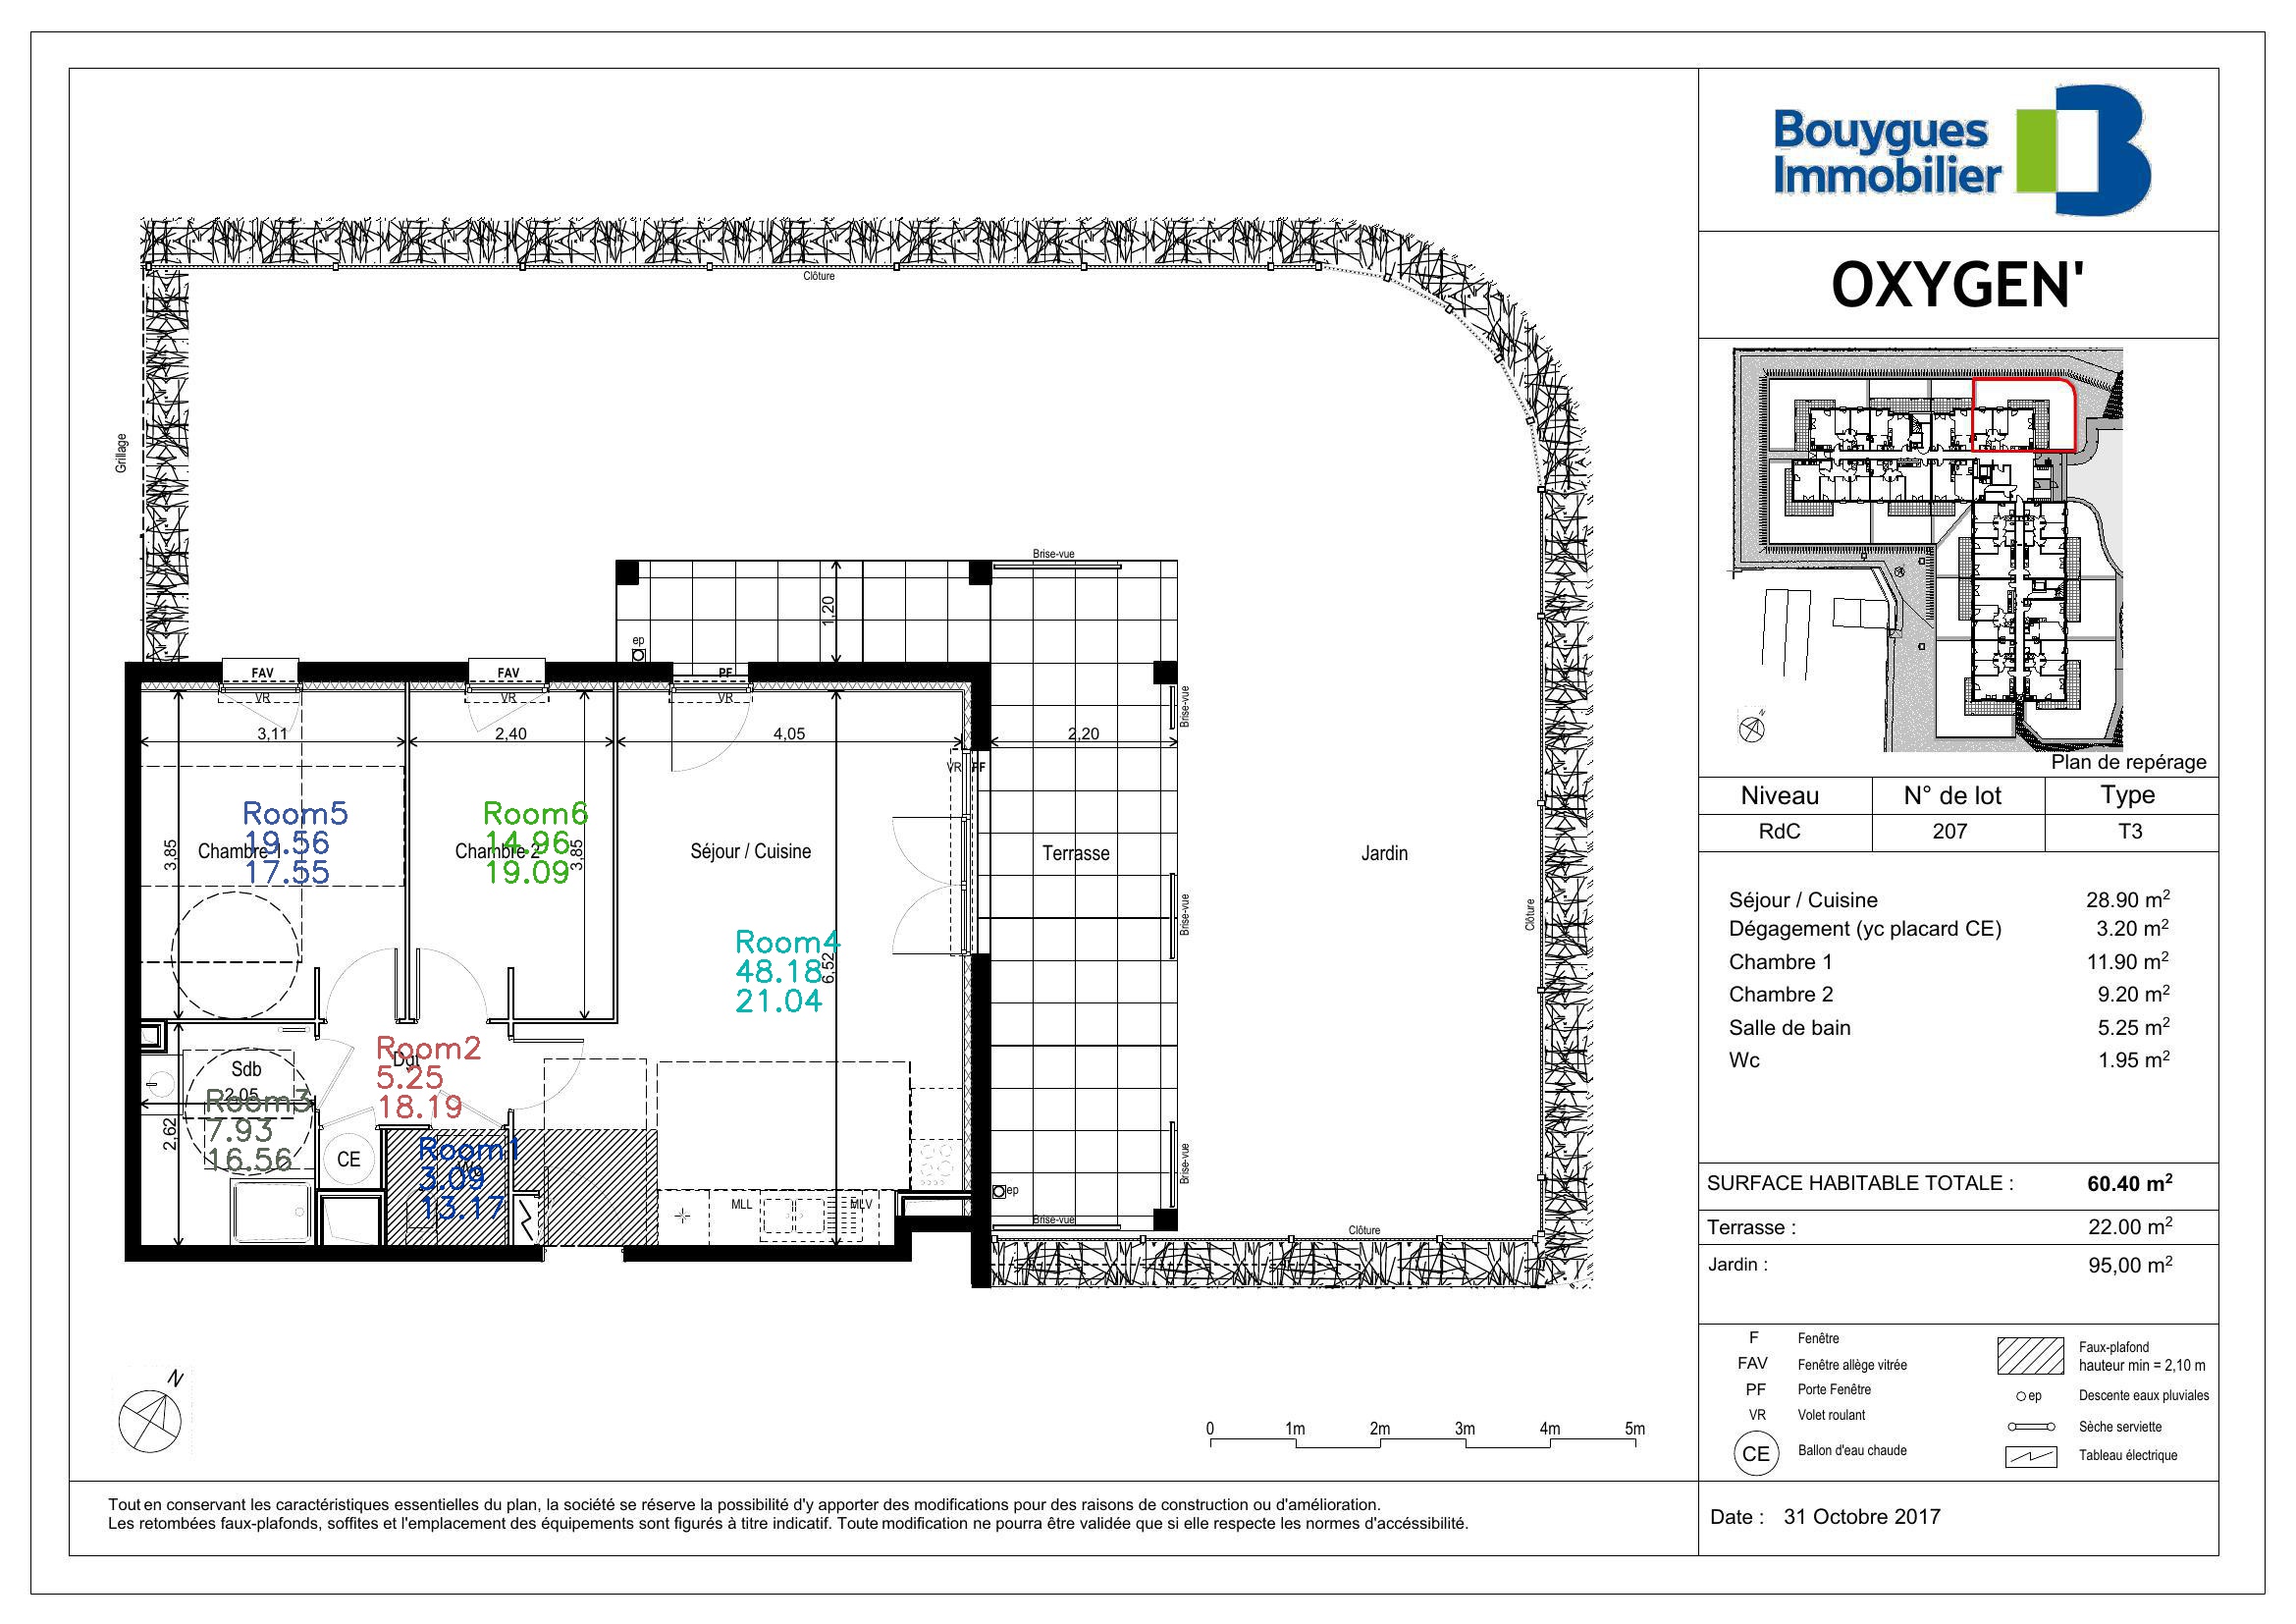 Bouygues
Immobilier
OXYGEN'
N
Plan de repérage
Niveau N° de lot Type
RdC 207 T3
Séjour / Cuisine 28.90 m²
Dégagement (yc placard CE) 3.20 m²
Chambre 1 11.90 m²
Chambre 2 9.20 m²
Salle de bain 5.25 m²
Wc 1.95 m²
SURFACE HABITABLE TOTALE : 60.40 m²
Terrasse : 22.00 m²
Jardin : 95,00 m²
F Fenêtre
FAV Fenêtre allège vitrée
PF Porte Fenêtre
VR Volet roulant
CE Ballon d'eau chaude
Faux-plafond
hauteur min = 2,10 m
ep Descente eaux pluviales
Sèche serviette
Tableau électrique
Date : 31 Octobre 2017
Clôture
Grillage
Brise-vue
1,20
ep
FAV
FAV
PF
VR
VR
VR
Brise-vue
3,11
2,40
4,05
2,20
VR
PF
Room5
19.56
17.55
Chambre 1
3,85
Room6
14.96
19.09
Chambre 2
3,85
Séjour / Cuisine
Terrasse
Jardin
Brise-vue
Clôture
Room4
48.18
21.04
6,52
Room2
5.25
18.19
Dgt
Sdb
2,05
Room3
7.93
16.56
2,62
CE
Room1
3.09
13.17
MLL
MLV
Brise-vue
ep
Brise-vue
Clôture
N
0 1m 2m 3m 4m 5m
Tout en conservant les caractéristiques essentielles du plan, la société se réserve la possibilité d'y apporter des modifications pour des raisons de construction ou d'amélioration.
Les retombées faux-plafonds, soffites et l'emplacement des équipements sont figurés à titre indicatif. Toute modification ne pourra être validée que si elle respecte les normes d'accéssibilité.